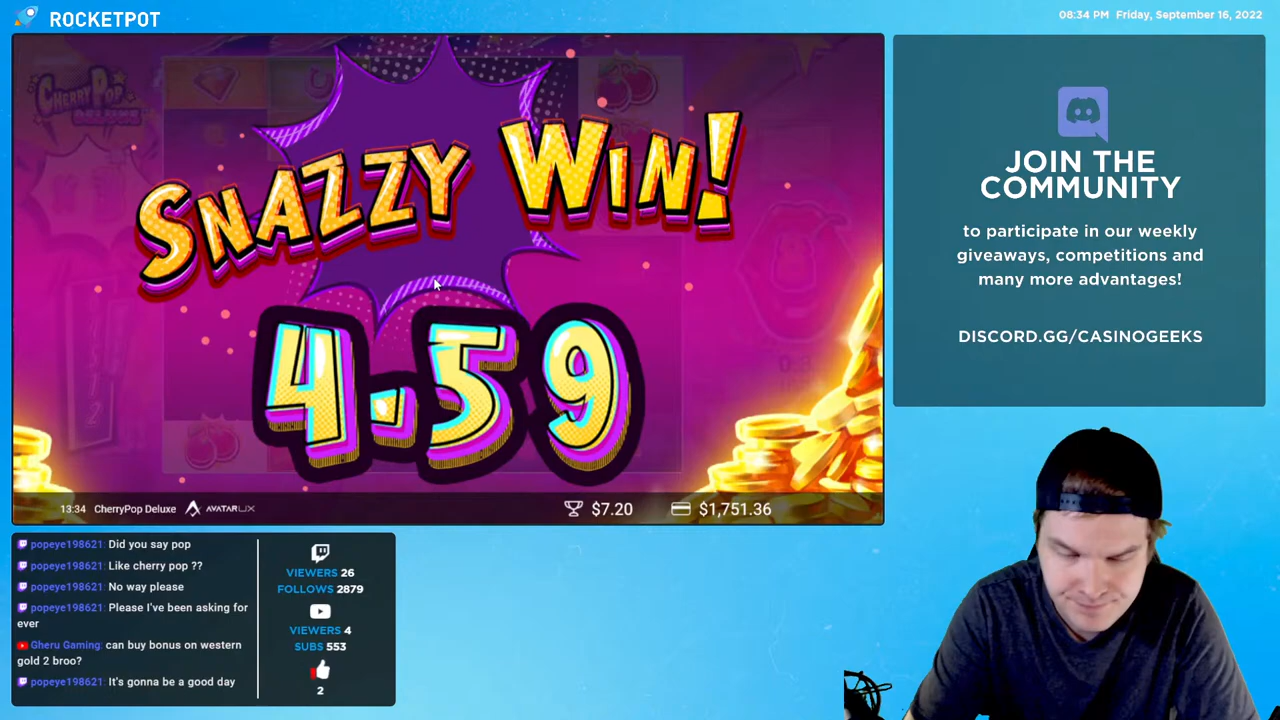 ROCKETPOT
08:34 PM Friday, September 16, 2022
CHERRYPOP
DELUXE
SNAZZY WIN!
4.59
13:34 CherryPop Deluxe AVATARUX $7.20 $1,751.36
JOIN THE
COMMUNITY
to participate in our weekly
giveaways, competitions and
many more advantages!
DISCORD.GG/CASINOGEEKS
popeye198621: Did you say pop
popeye198621: Like cherry pop ??
popeye198621: No way please
popeye198621: Please I've been asking for
ever
Gheru Gaming: can buy bonus on western
gold 2 broo?
popeye198621: It's gonna be a good day
VIEWERS 26
FOLLOWS 2879
VIEWERS 4
SUBS 553
2